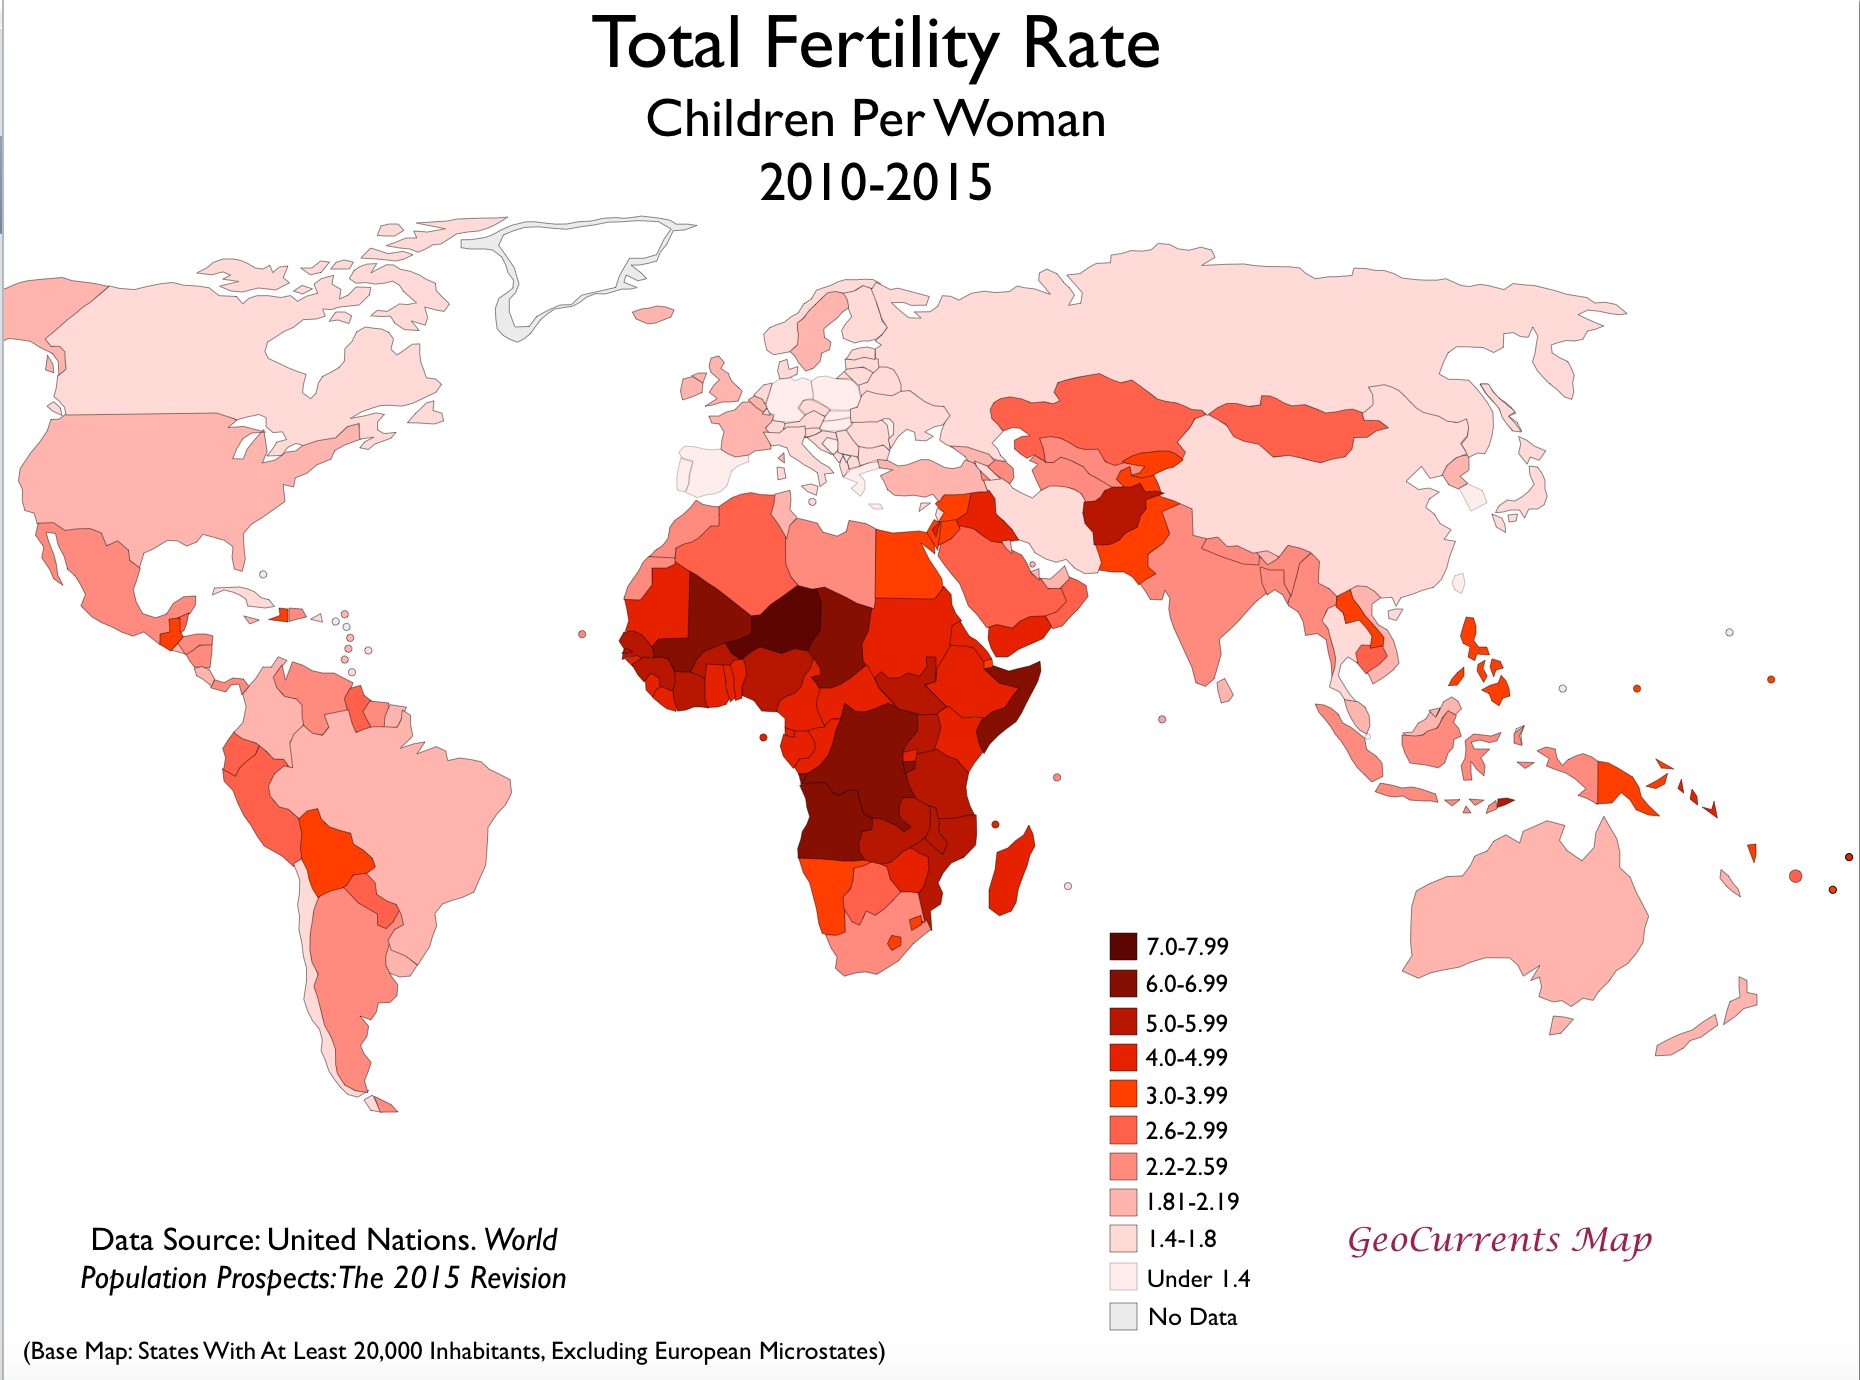 Total Fertility Rate
Children Per Woman
2010-2015
7.0-7.99
6.0-6.99
5.0-5.99
4.0-4.99
3.0-3.99
2.6-2.99
2.2-2.59
1.81-2.19
1.4-1.8
Under 1.4
No Data
Data Source: United Nations. World
Population Prospects: The 2015 Revision
GeoCurrents Map
(Base Map: States With At Least 20,000 Inhabitants, Excluding European Microstates)